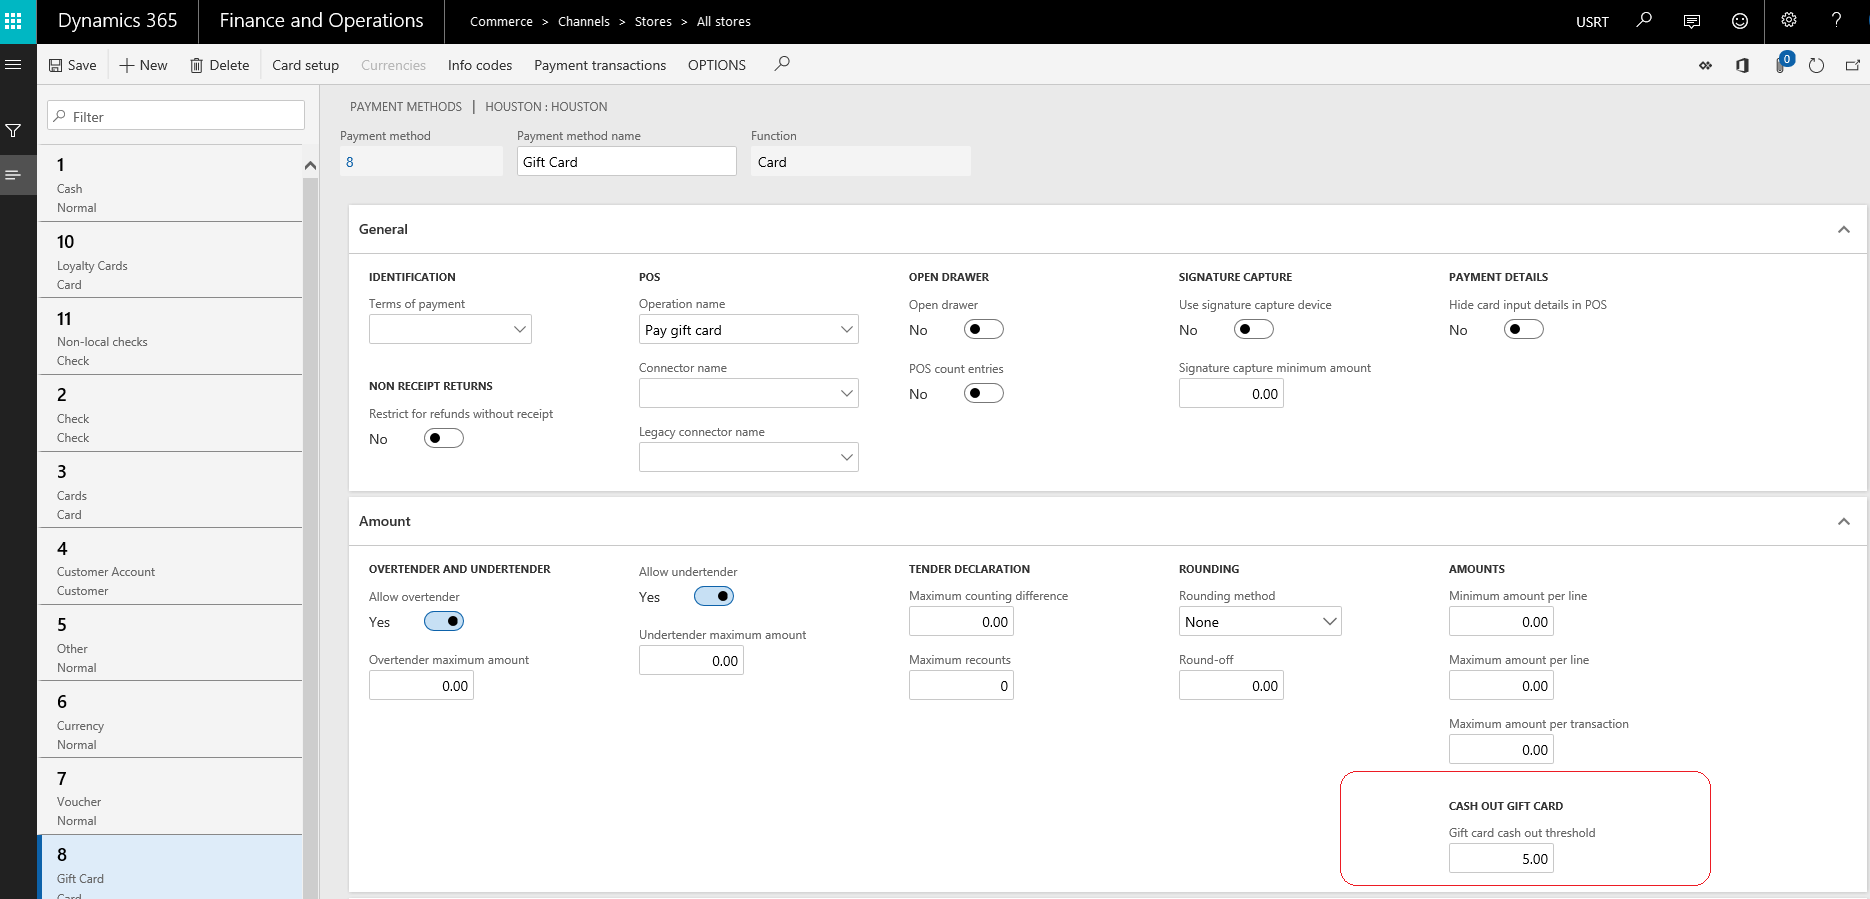 Dynamics 365
Finance and Operations
Commerce > Channels > Stores > All stores
USRT
?
Save
New
Delete
Card setup
Currencies
Info codes
Payment transactions
OPTIONS
0
Filter
1
Cash
Normal
10
Loyalty Cards
Card
11
Non-local checks
Check
2
Check
Check
3
Cards
Card
4
Customer Account
Customer
5
Other
Normal
6
Currency
Normal
7
Voucher
Normal
8
Gift Card
Card
PAYMENT METHODS | HOUSTON : HOUSTON
Payment method
8
Payment method name
Gift Card
Function
Card
General
IDENTIFICATION
Terms of payment
NON RECEIPT RETURNS
Restrict for refunds without receipt
No
POS
Operation name
Pay gift card
Connector name
Legacy connector name
OPEN DRAWER
Open drawer
No
POS count entries
No
SIGNATURE CAPTURE
Use signature capture device
No
Signature capture minimum amount
0.00
PAYMENT DETAILS
Hide card input details in POS
No
Amount
OVERTENDER AND UNDERTENDER
Allow overtender
Yes
Overtender maximum amount
0.00
Allow undertender
Yes
Undertender maximum amount
0.00
TENDER DECLARATION
Maximum counting difference
0.00
Maximum recounts
0
ROUNDING
Rounding method
None
Round-off
0.00
AMOUNTS
Minimum amount per line
0.00
Maximum amount per line
0.00
Maximum amount per transaction
0.00
CASH OUT GIFT CARD
Gift card cash out threshold
5.00